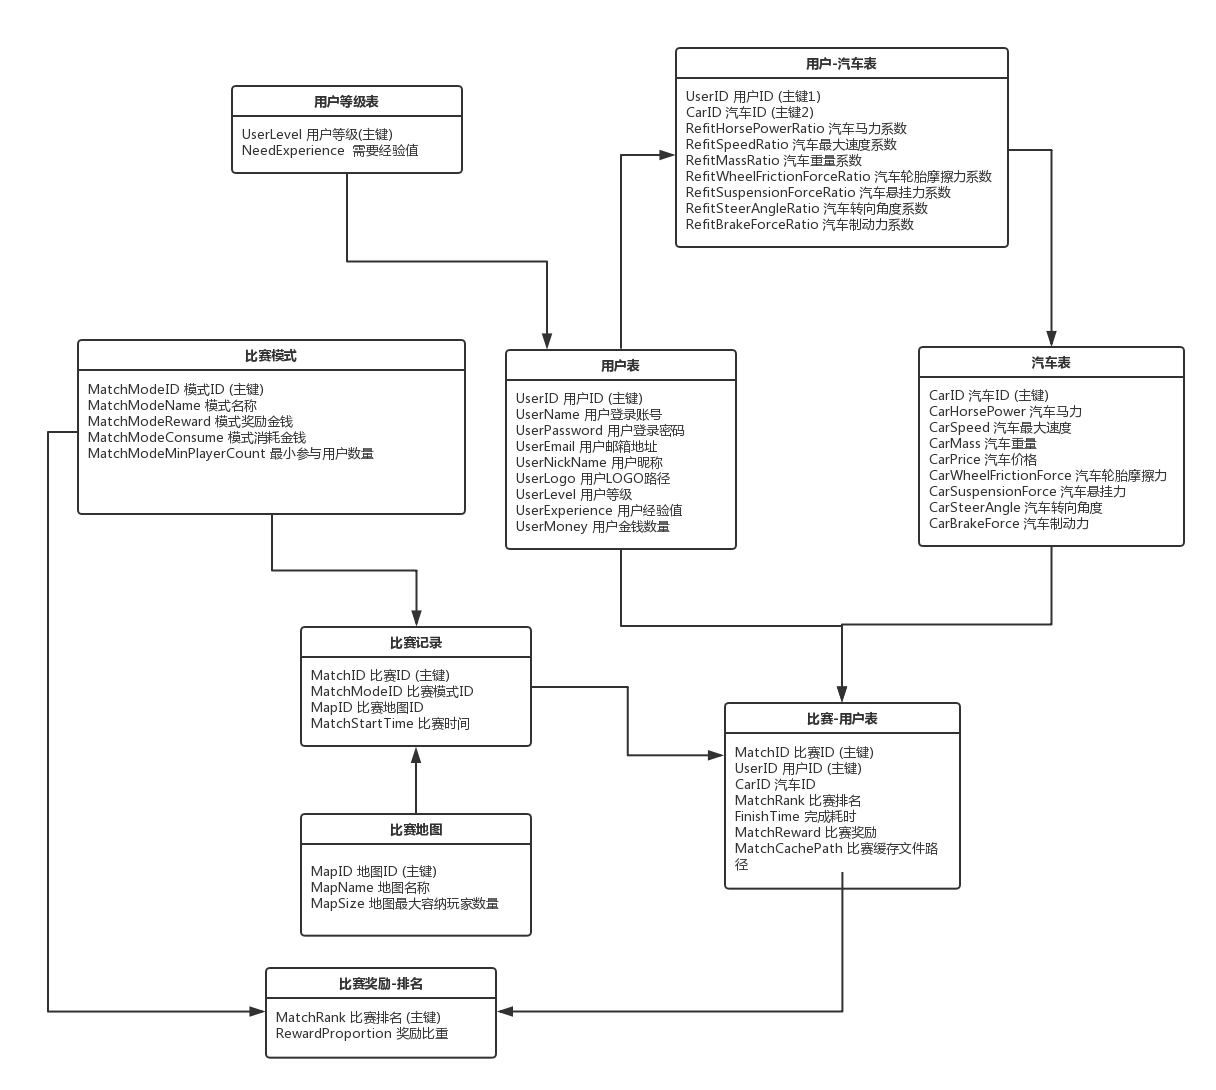 用户-汽车表
UserID 用户ID (主键1)
CarID 汽车ID (主键2)
RefitHorsePowerRatio 汽车马力系数
RefitSpeedRatio 汽车最大速度系数
RefitMassRatio 汽车重量系数
RefitWheelFrictionForceRatio 汽车轮胎摩擦力系数
RefitSuspensionForceRatio 汽车悬挂力系数
RefitSteerAngleRatio 汽车转向角度系数
RefitBrakeForceRatio 汽车制动力系数
用户等级表
UserLevel 用户等级(主键)
NeedExperience  需要经验值
比赛模式
MatchModeID 模式ID (主键)
MatchModeName 模式名称
MatchModeReward 模式奖励金钱
MatchModeConsume 模式消耗金钱
MatchModeMinPlayerCount 最小参与用户数量
用户表
UserID 用户ID (主键)
UserName 用户登录账号
UserPassword 用户登录密码
UserEmail 用户邮箱地址
UserNickName 用户昵称
UserLogo 用户LOGO路径
UserLevel 用户等级
UserExperience 用户经验值
UserMoney 用户金钱数量
汽车表
CarID 汽车ID (主键)
CarHorsePower 汽车马力
CarSpeed 汽车最大速度
CarMass 汽车重量
CarPrice 汽车价格
CarWheelFrictionForce 汽车轮胎摩擦力
CarSuspensionForce 汽车悬挂力
CarSteerAngle 汽车转向角度
CarBrakeForce 汽车制动力
比赛记录
MatchID 比赛ID (主键)
MatchModeID 比赛模式ID
MapID 比赛地图ID
MatchStartTime 比赛时间
比赛-用户表
MatchID 比赛ID (主键)
UserID 用户ID (主键)
CarID 汽车ID
MatchRank 比赛排名
FinishTime 完成耗时
MatchReward 比赛奖励
MatchCachePath 比赛缓存文件路
径
比赛地图
MapID 地图ID (主键)
MapName 地图名称
MapSize 地图最大容纳玩家数量
比赛奖励-排名
MatchRank 比赛排名 (主键)
RewardProportion 奖励比重